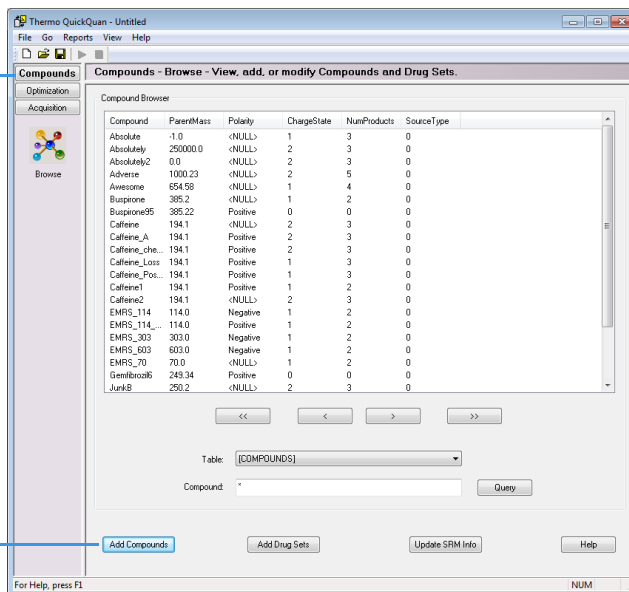 Thermo QuickQuan - Untitled
File Go Reports View Help
Compounds
Compounds - Browse - View, add, or modify Compounds and Drug Sets.
Optimization
Acquisition
Browse
Compound Browser
Compound ParentMass Polarity ChargeState NumProducts SourceType
Absolute -1.0 <NULL> 1 3 0
Absolutely 250000.0 <NULL> 2 3 0
Absolutely2 0.0 <NULL> 2 3 0
Adverse 1000.23 <NULL> 2 5 0
Awesome 654.58 <NULL> 1 4 0
Buspirone 385.2 <NULL> 1 2 0
Buspirone95 385.22 Positive 0 0 0
Caffeine 194.1 <NULL> 2 3 0
Caffeine_A 194.1 Positive 2 3 0
Caffeine_che... 194.1 Positive 2 3 0
Caffeine_Loss 194.1 Positive 1 3 0
Caffeine_Pos... 194.1 Positive 1 3 0
Caffeine1 194.1 Positive 1 2 0
Caffeine2 194.1 <NULL> 2 3 0
EMRS_114 114.0 Negative 1 2 0
EMRS_114_... 114.0 Positive 1 2 0
EMRS_303 303.0 Negative 1 2 0
EMRS_603 603.0 Negative 1 2 0
EMRS_70 70.0 <NULL> 1 2 0
Gemfibrozil6 249.34 Positive 0 0 0
JunkB 250.2 <NULL> 2 3 0
<< < > >>
Table: [COMPOUNDS]
Compound: * Query
Add Compounds Add Drug Sets Update SRM Info Help
For Help, press F1 NUM